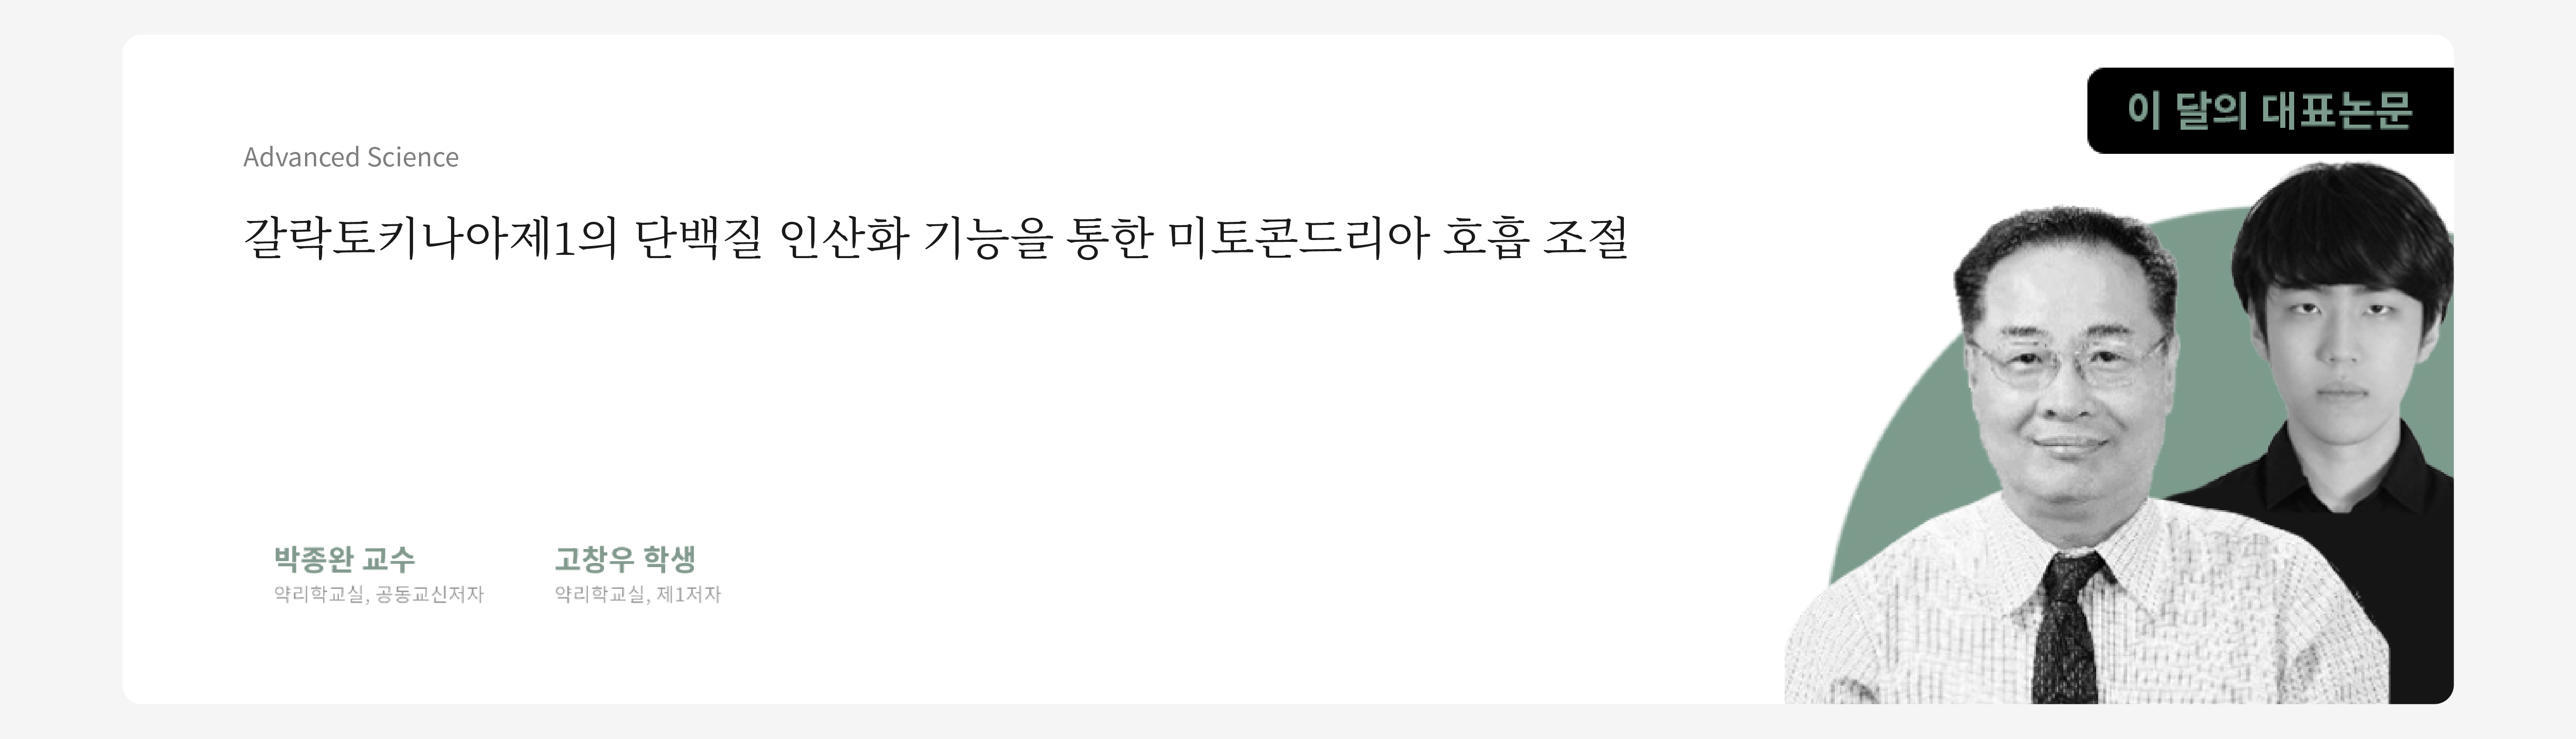 이 달의 대표논문
Advanced Science
갈락토키나아제1의 단백질 인산화 기능을 통한 미토콘드리아 호흡 조절
박종완 교수
약리학교실, 공동교신저자
고창우 학생
약리학교실, 제1저자